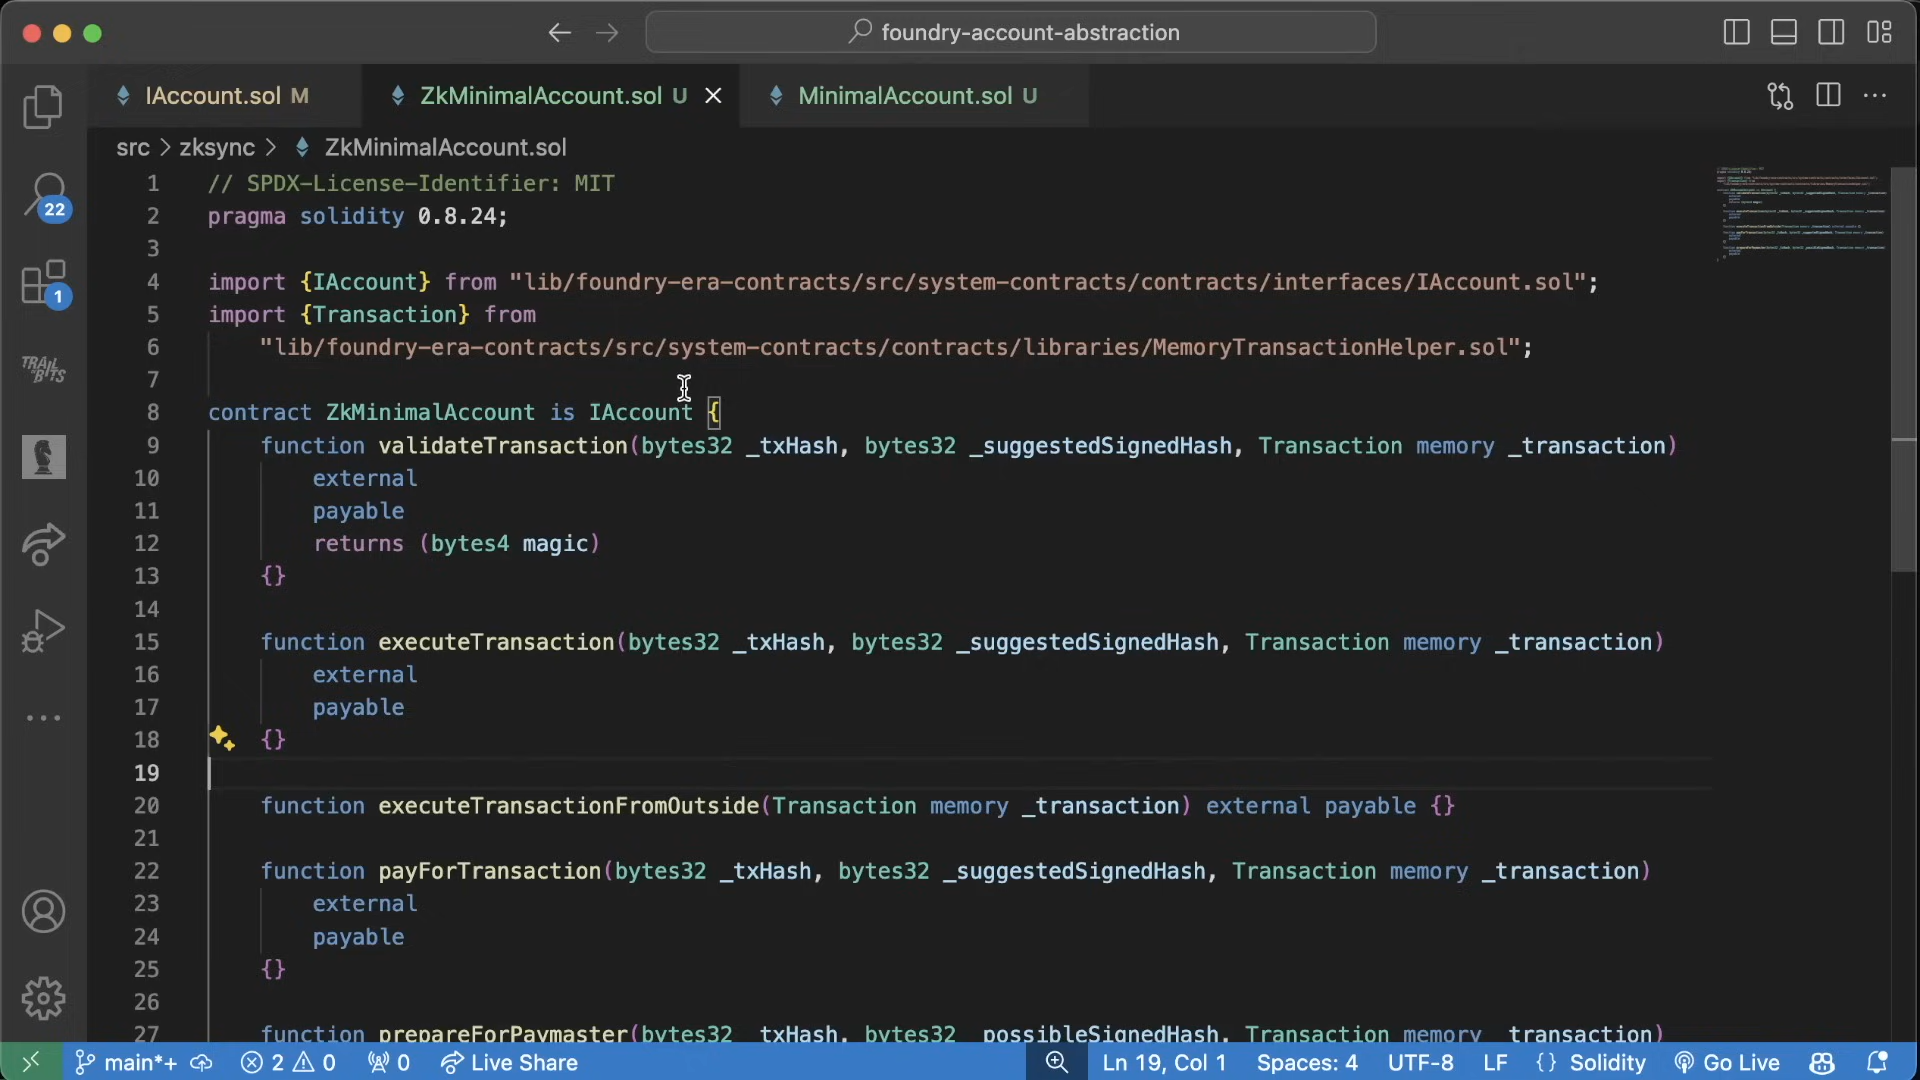 foundry-account-abstraction
IAccount.sol M
ZkMinimalAccount.sol U
MinimalAccount.sol U
src > zksync > ZkMinimalAccount.sol
1 // SPDX-License-Identifier: MIT
2 pragma solidity 0.8.24;
3
4 import {IAccount} from "lib/foundry-era-contracts/src/system-contracts/contracts/interfaces/IAccount.sol";
5 import {Transaction} from
6 "lib/foundry-era-contracts/src/system-contracts/contracts/libraries/MemoryTransactionHelper.sol";
7
8 contract ZkMinimalAccount is IAccount {
9 function validateTransaction(bytes32 _txHash, bytes32 _suggestedSignedHash, Transaction memory _transaction)
10 external
11 payable
12 returns (bytes4 magic)
13 {}
14
15 function executeTransaction(bytes32 _txHash, bytes32 _suggestedSignedHash, Transaction memory _transaction)
16 external
17 payable
18 {}
19
20 function executeTransactionFromOutside(Transaction memory _transaction) external payable {}
21
22 function payForTransaction(bytes32 _txHash, bytes32 _suggestedSignedHash, Transaction memory _transaction)
23 external
24 payable
25 {}
26
27 function prepareForPaymaster(bytes32 _txHash, bytes32 _possibleSignedHash, Transaction memory _transaction)
22
1
TRAIL OF BITS
main*+ 2 0 0 Live Share Ln 19, Col 1 Spaces: 4 UTF-8 LF {} Solidity Go Live